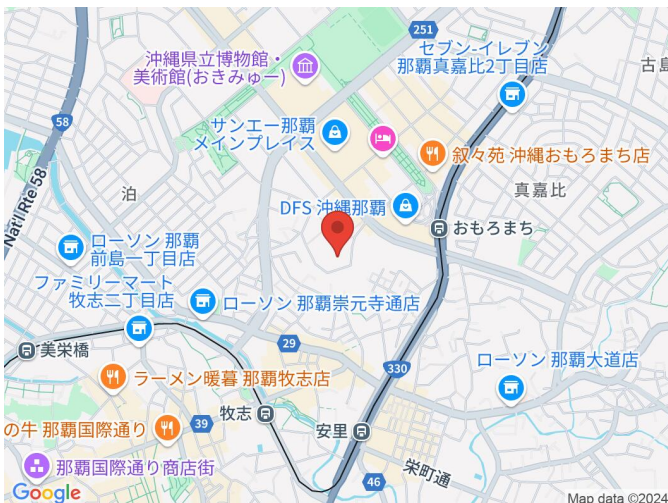 251
セブン-イレブン
那覇真嘉比2丁目店
古島
沖縄県立博物館・
美術館(おきみゅー)
58
サンエー那覇
メインプレイス
叙々苑 沖縄おもろまち店
真嘉比
泊
DFS 沖縄那覇
おもろまち
Nat'l Rte 58
ローソン 那覇
前島一丁目店
ファミリーマート
牧志二丁目店
ローソン 那覇崇元寺通店
29
美栄橋
330
ローソン 那覇大道店
ラーメン暖暮 那覇牧志店
の牛 那覇国際通り
39
牧志
安里
那覇国際通り商店街
46
栄町通
Google
Map data ©2024